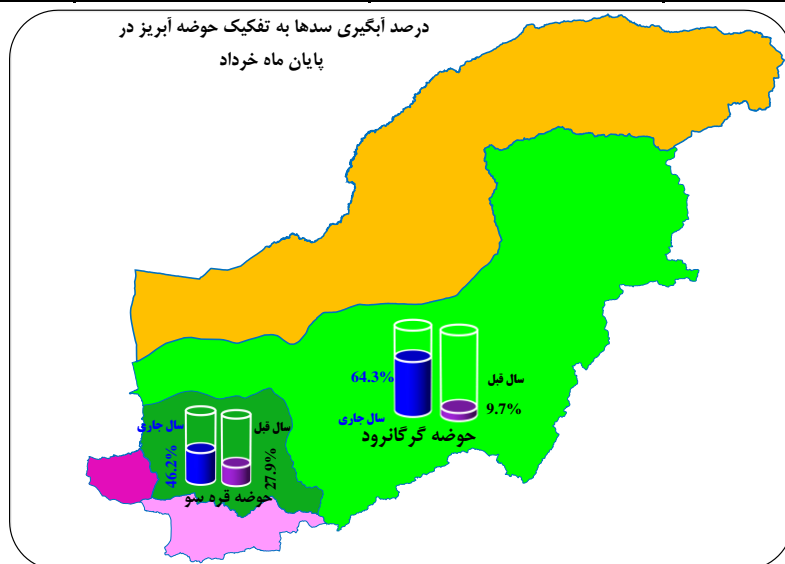 درصد آبگیری سدها به تفکیک حوضه آبریز در
پایان ماه خرداد
64.3%
سال قبل
9.7%
سال جاری
حوضه گرگانرود
سال جاری
سال قبل
46.2%
27.9%
حوضه قره سو